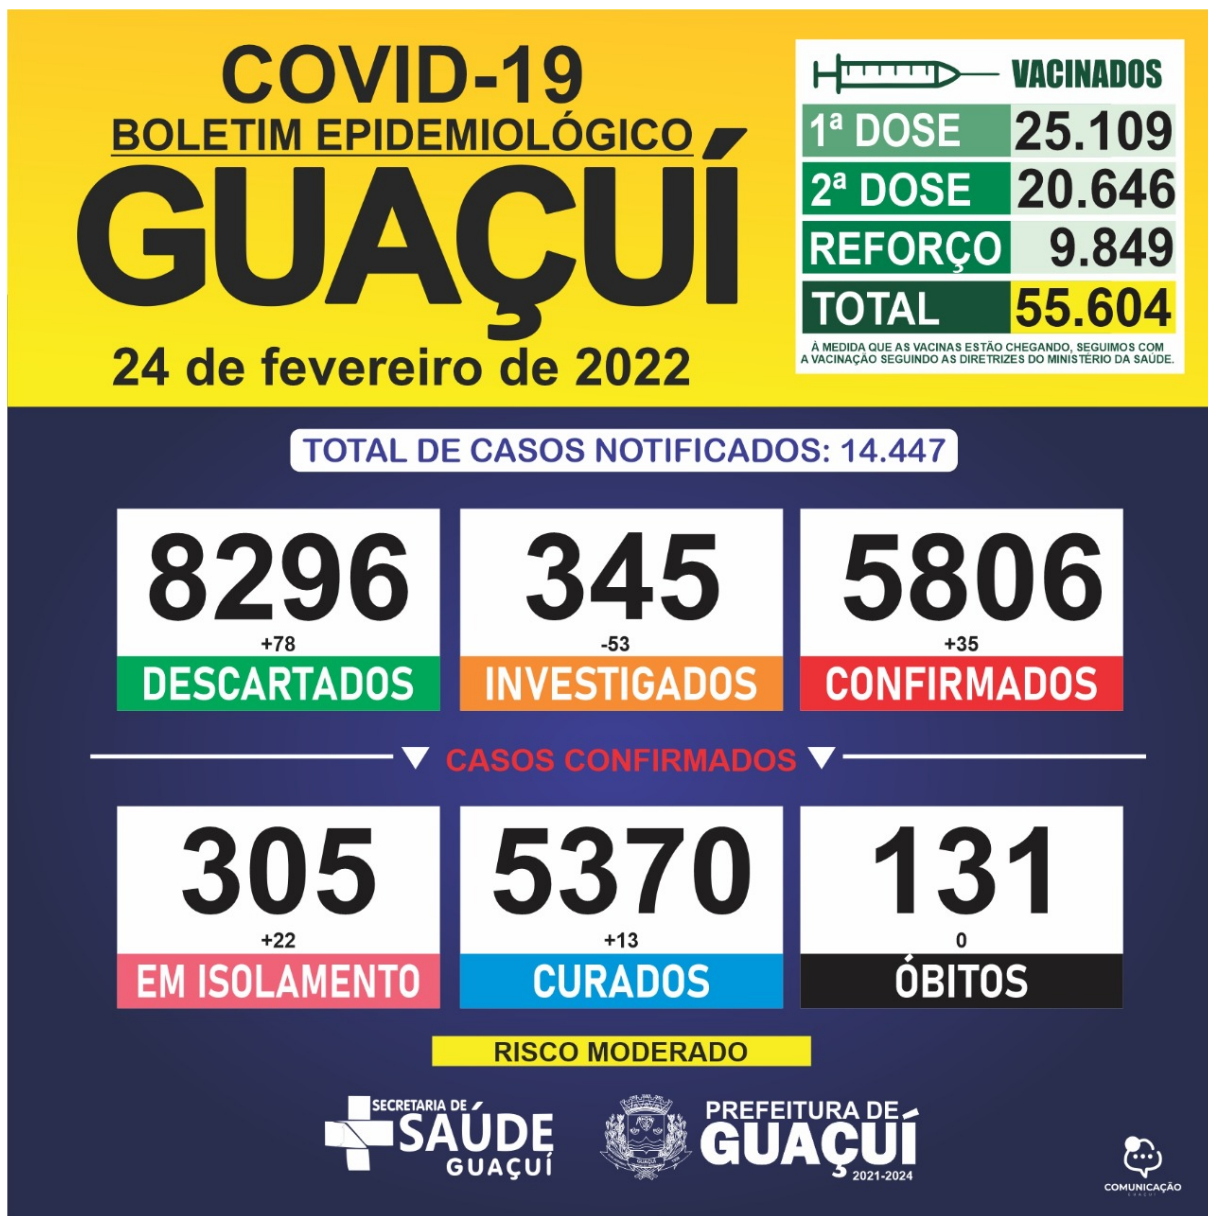 COVID-19
BOLETIM EPIDEMIOLÓGICO
GUAÇUÍ
24 de fevereiro de 2022
VACINADOS
1ª DOSE 25.109
2ª DOSE 20.646
REFORÇO 9.849
TOTAL 55.604
À MEDIDA QUE AS VACINAS ESTÃO CHEGANDO, SEGUIMOS COM
A VACINAÇÃO SEGUINDO AS DIRETRIZES DO MINISTÉRIO DA SAÚDE.
TOTAL DE CASOS NOTIFICADOS: 14.447
8296
+78
DESCARTADOS
345
-53
INVESTIGADOS
5806
+35
CONFIRMADOS
CASOS CONFIRMADOS
305
+22
EM ISOLAMENTO
5370
+13
CURADOS
131
0
ÓBITOS
RISCO MODERADO
SECRETARIA DE
SAÚDE
GUAÇUÍ
PREFEITURA DE
GUAÇUÍ
2021-2024
COMUNICAÇÃO